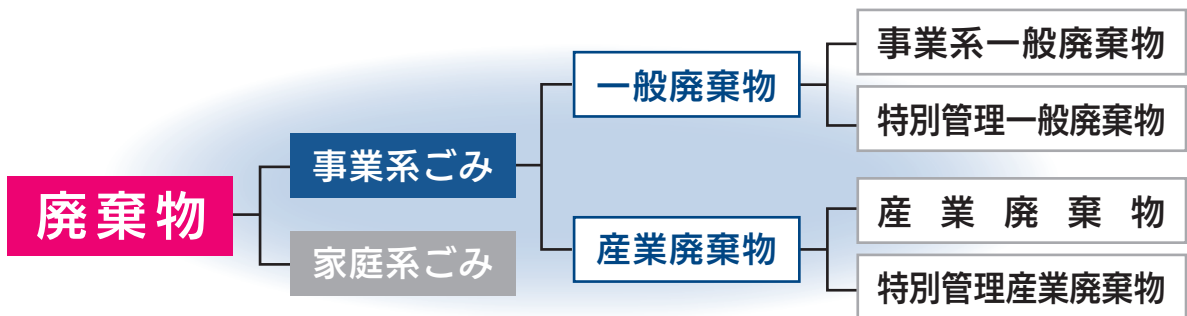 廃棄物
事業系ごみ
家庭系ごみ
一般廃棄物
産業廃棄物
事業系一般廃棄物
特別管理一般廃棄物
産業廃棄物
特別管理産業廃棄物